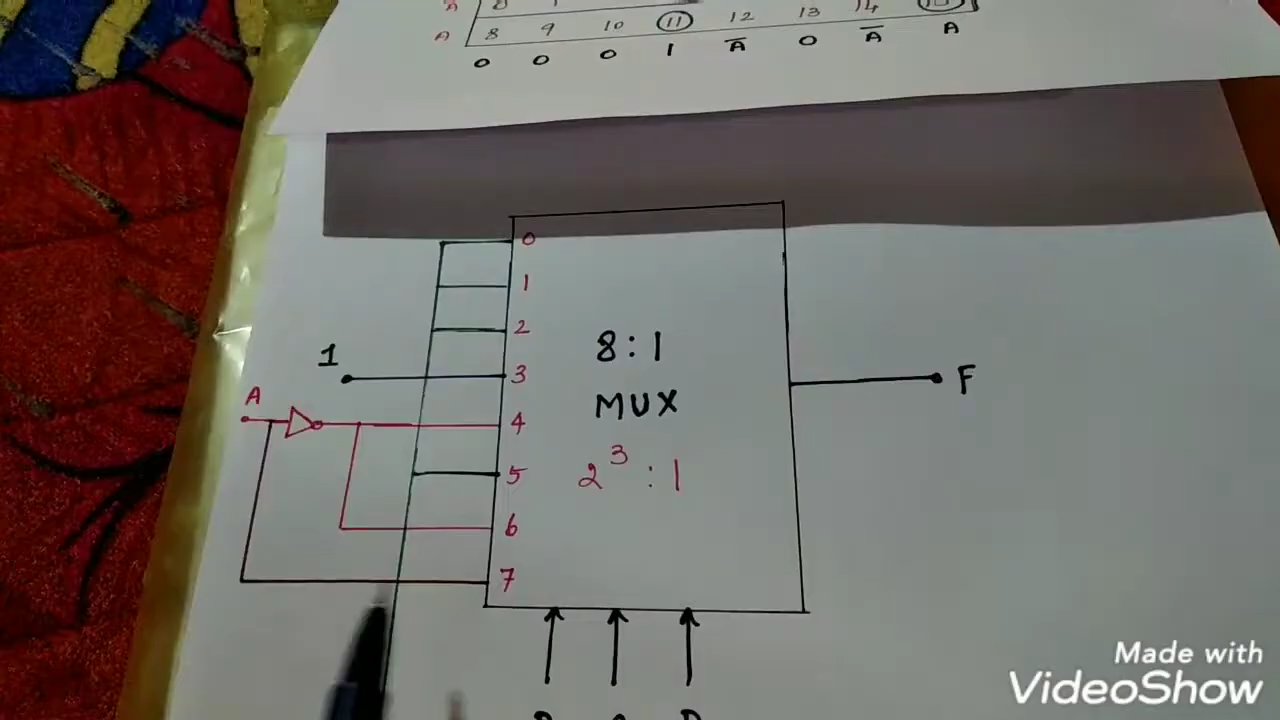 8 9 10 11 12 13 14
A
0 0 0 1 A̅ 0 A̅ A
0
1
2
8:1
1
3
MUX
F
A
4
2³:1
5
6
7
Made with
VideoShow